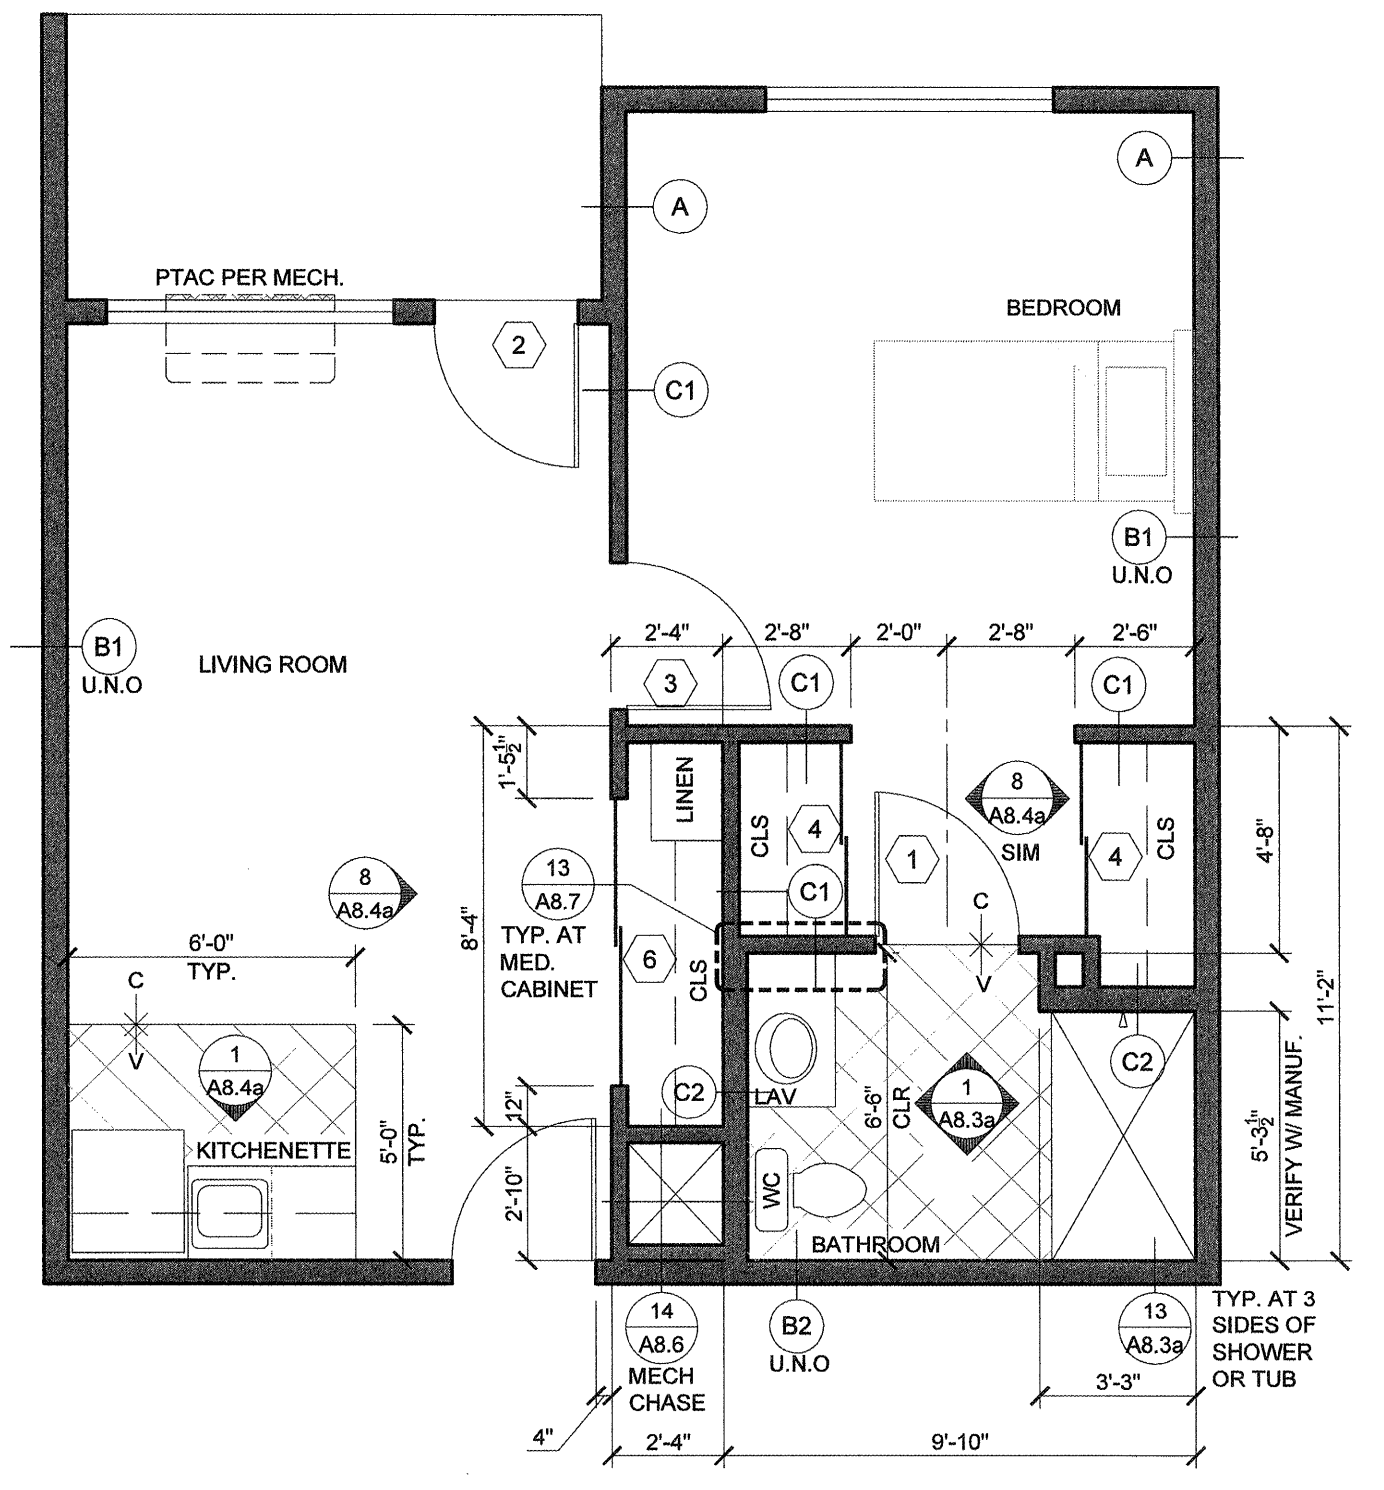 A
A
PTAC PER MECH.
BEDROOM
2
C1
B1
U.N.O
2'-4"
2'-8"
2'-0"
2'-8"
2'-6"
B1
U.N.O
LIVING ROOM
3
C1
C1
1'-5½"
LINEN
CLS
4
1
8
A8.4a
SIM
4
CLS
4'-8"
8
A8.4a
13
A8.7
TYP. AT
MED.
CABINET
C1
C
V
8'-4"
6
CLS
6'-0"
TYP.
C
V
11'-2"
1
A8.4a
KITCHENETTE
5'-0"
TYP.
12"
C2
LAV
6'-6"
CLR
1
A8.3a
C2
5'-3½"
VERIFY W/ MANUF.
2'-10"
WC
BATHROOM
14
A8.6
MECH
CHASE
B2
U.N.O
13
A8.3a
TYP. AT 3
SIDES OF
SHOWER
OR TUB
3'-3"
4"
2'-4"
9'-10"